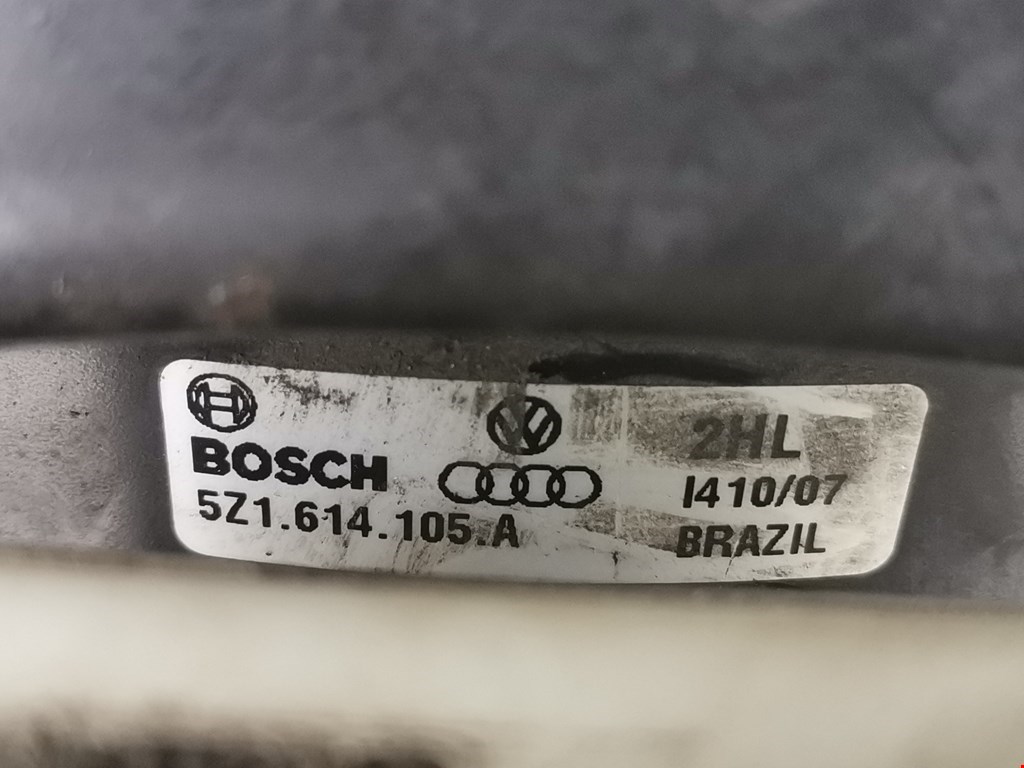 BOSCH
5Z1.614.105.A
2HL
I410/07
BRAZIL